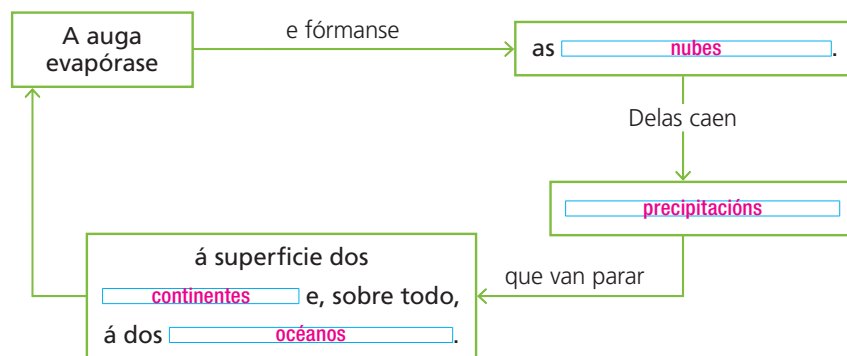 A auga
evapórase
e fórmanse
as nubes.
Delas caen
precipitacións
que van parar
á superficie dos
continentes e, sobre todo,
á dos océanos.